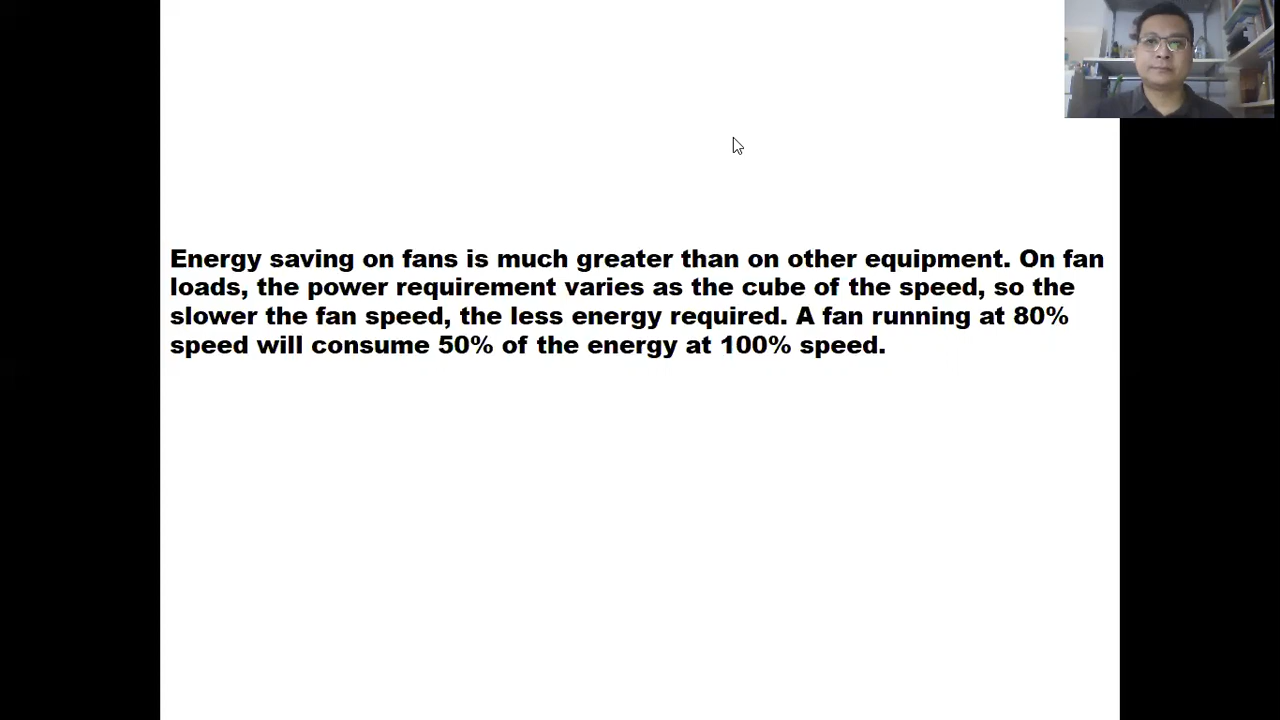 Energy saving on fans is much greater than on other equipment. On fan
loads, the power requirement varies as the cube of the speed, so the
slower the fan speed, the less energy required. A fan running at 80%
speed will consume 50% of the energy at 100% speed.